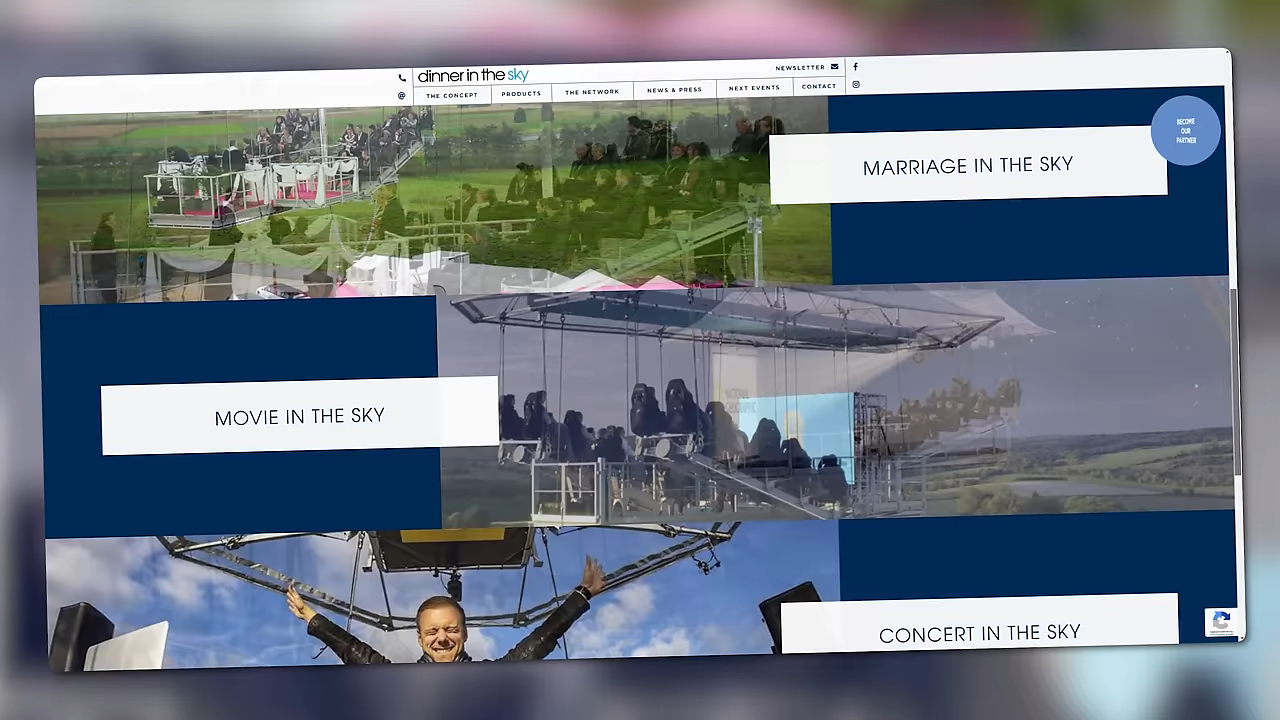 dinner in the sky
NEWSLETTER
THE CONCEPT
PRODUCTS
THE NETWORK
NEWS & PRESS
NEXT EVENTS
CONTACT
BECOME
OUR
PARTNER
MARRIAGE IN THE SKY
MOVIE IN THE SKY
CONCERT IN THE SKY